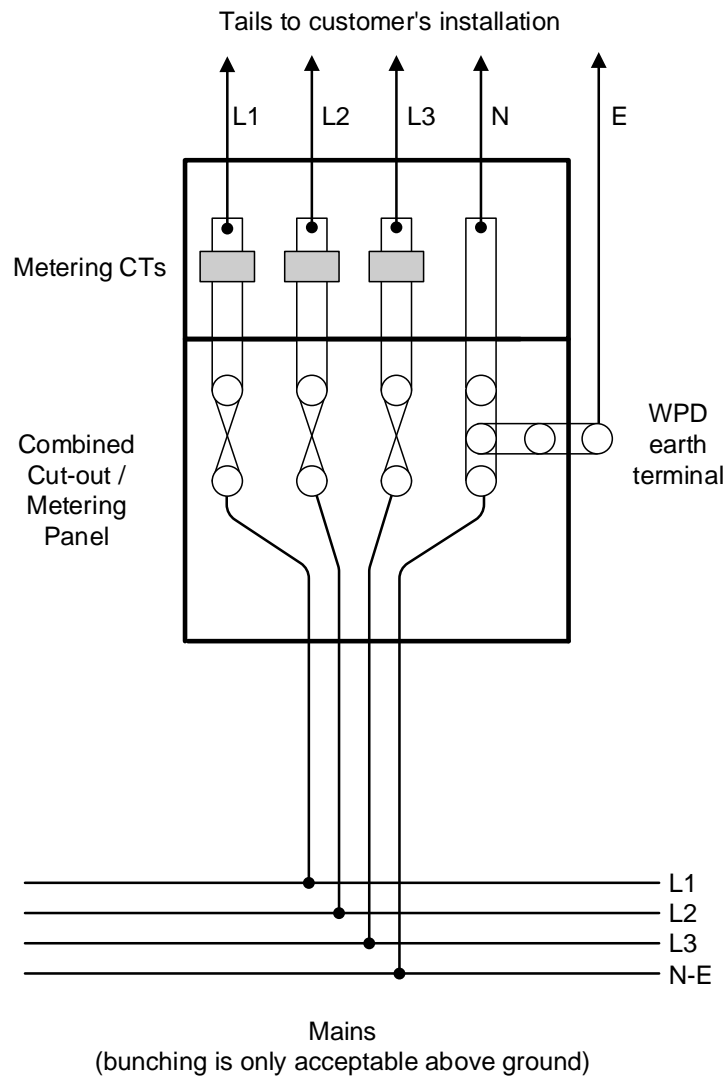 Tails to customer's installation
L1
L2
L3
N
E
Metering CTs
Combined
Cut-out /
Metering
Panel
WPD
earth
terminal
L1
L2
L3
N-E
Mains
(bunching is only acceptable above ground)